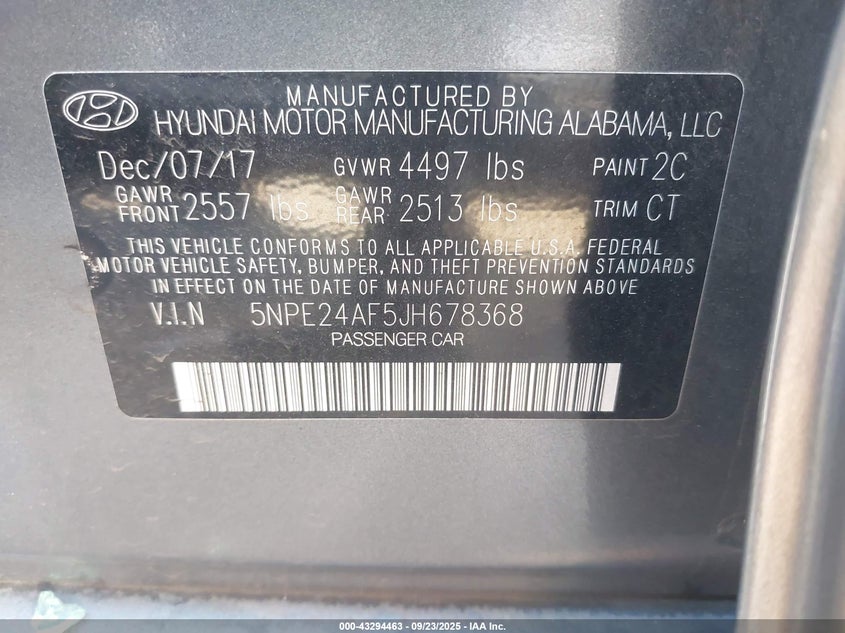 MANUFACTURED BY
HYUNDAI MOTOR MANUFACTURING ALABAMA, LLC
Dec/07/17 GVWR 4497 lbs PAINT 2C
GAWR FRONT 2557 lbs GAWR REAR 2513 lbs TRIM CT
THIS VEHICLE CONFORMS TO ALL APPLICABLE U.S.A. FEDERAL
MOTOR VEHICLE SAFETY, BUMPER, AND THEFT PREVENTION STANDARDS
IN EFFECT ON THE DATE OF MANUFACTURE SHOWN ABOVE
V.I.N 5NPE24AF5JH678368
PASSENGER CAR
000-43294463 - 09/23/2025 - IAA Inc.